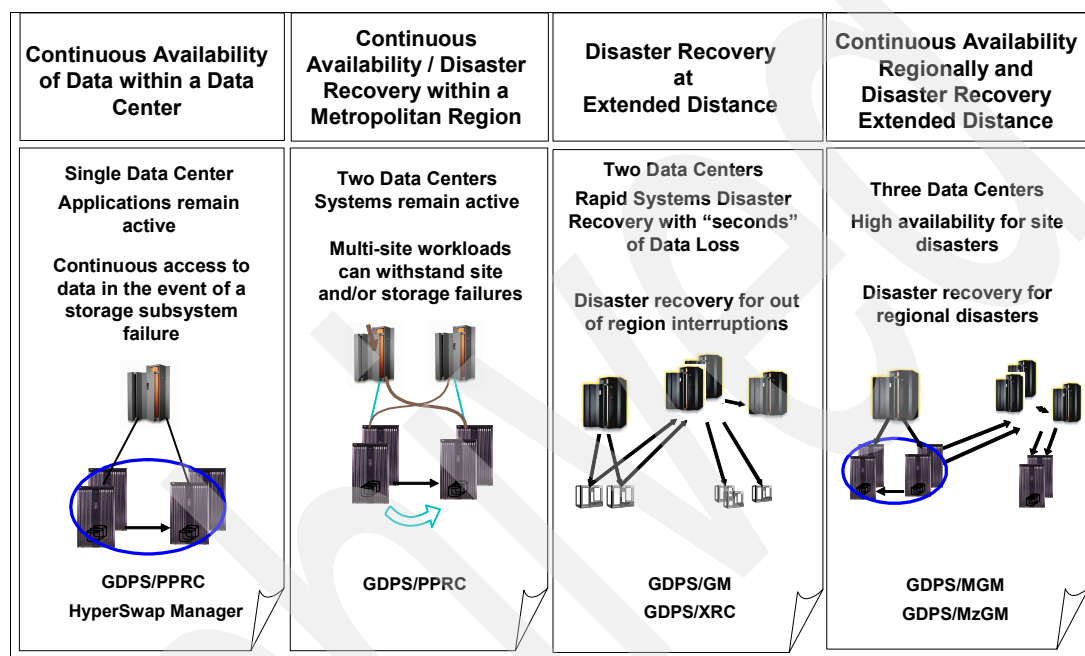 Continuous Availability
of Data within a Data
Center
Single Data Center
Applications remain
active
Continuous access to
data in the event of a
storage subsystem
failure
GDPS/PPRC
HyperSwap Manager
Continuous
Availability / Disaster
Recovery within a
Metropolitan Region
Two Data Centers
Systems remain active
Multi-site workloads
can withstand site
and/or storage failures
GDPS/PPRC
Disaster Recovery
at
Extended Distance
Two Data Centers
Rapid Systems Disaster
Recovery with “seconds”
of Data Loss
Disaster recovery for out
of region interruptions
GDPS/GM
GDPS/XRC
Continuous Availability
Regionally and
Disaster Recovery
Extended Distance
Three Data Centers
High availability for site
disasters
Disaster recovery for
regional disasters
GDPS/MGM
GDPS/MzGM